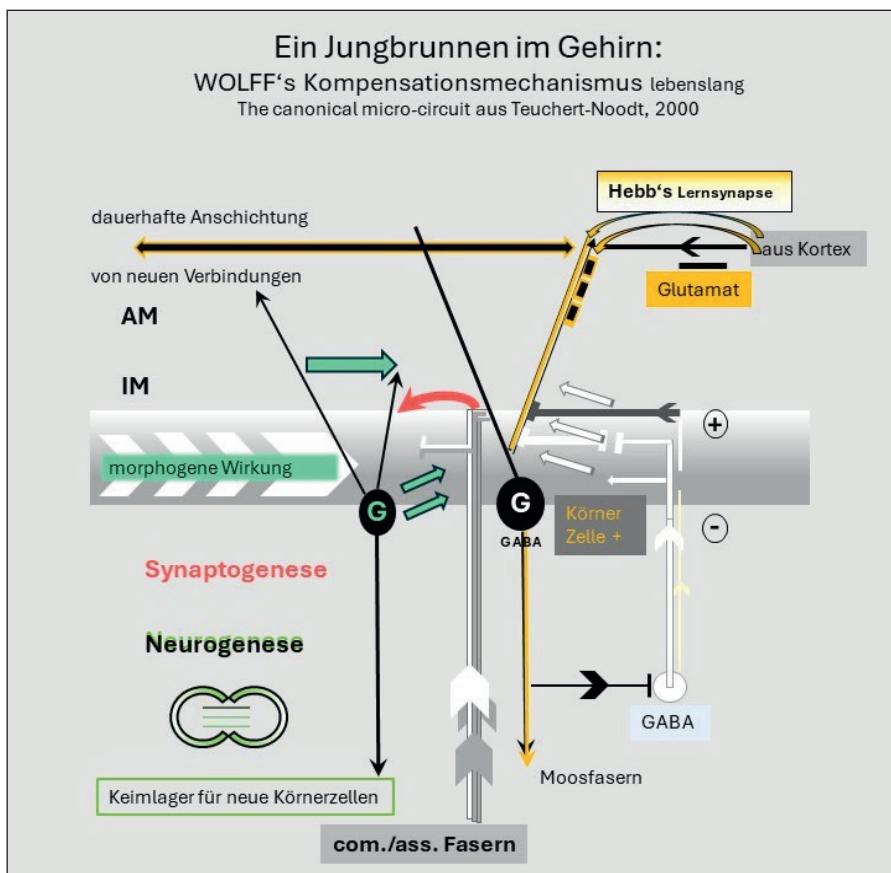 Ein Jungbrunnen im Gehirn:
WOLFF‘s Kompensationsmechanismus lebenslang
The canonical micro-circuit aus Teuchert-Noodt, 2000
Hebb‘s Lernsynapse
dauerhafte Anschichtung
aus Kortex
von neuen Verbindungen
Glutamat
AM
IM
+
morphogene Wirkung
G
G
GABA
Körner
Zelle +
-
Synaptogenese
Neurogenese
GABA
Moosfasern
Keimlager für neue Körnerzellen
com./ass. Fasern